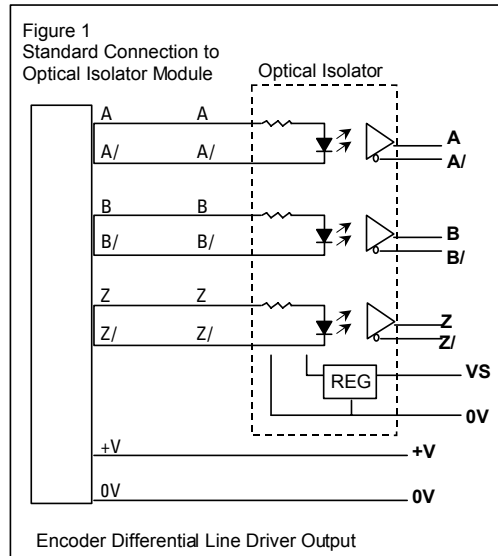 Figure 1
Standard Connection to
Optical Isolator Module
Optical Isolator
A A
A/ A/
A
A/
B B
B/ B/
B
B/
Z Z
Z/ Z/
Z
Z/
REG
VS
0V
+V +V
0V 0V
Encoder Differential Line Driver Output